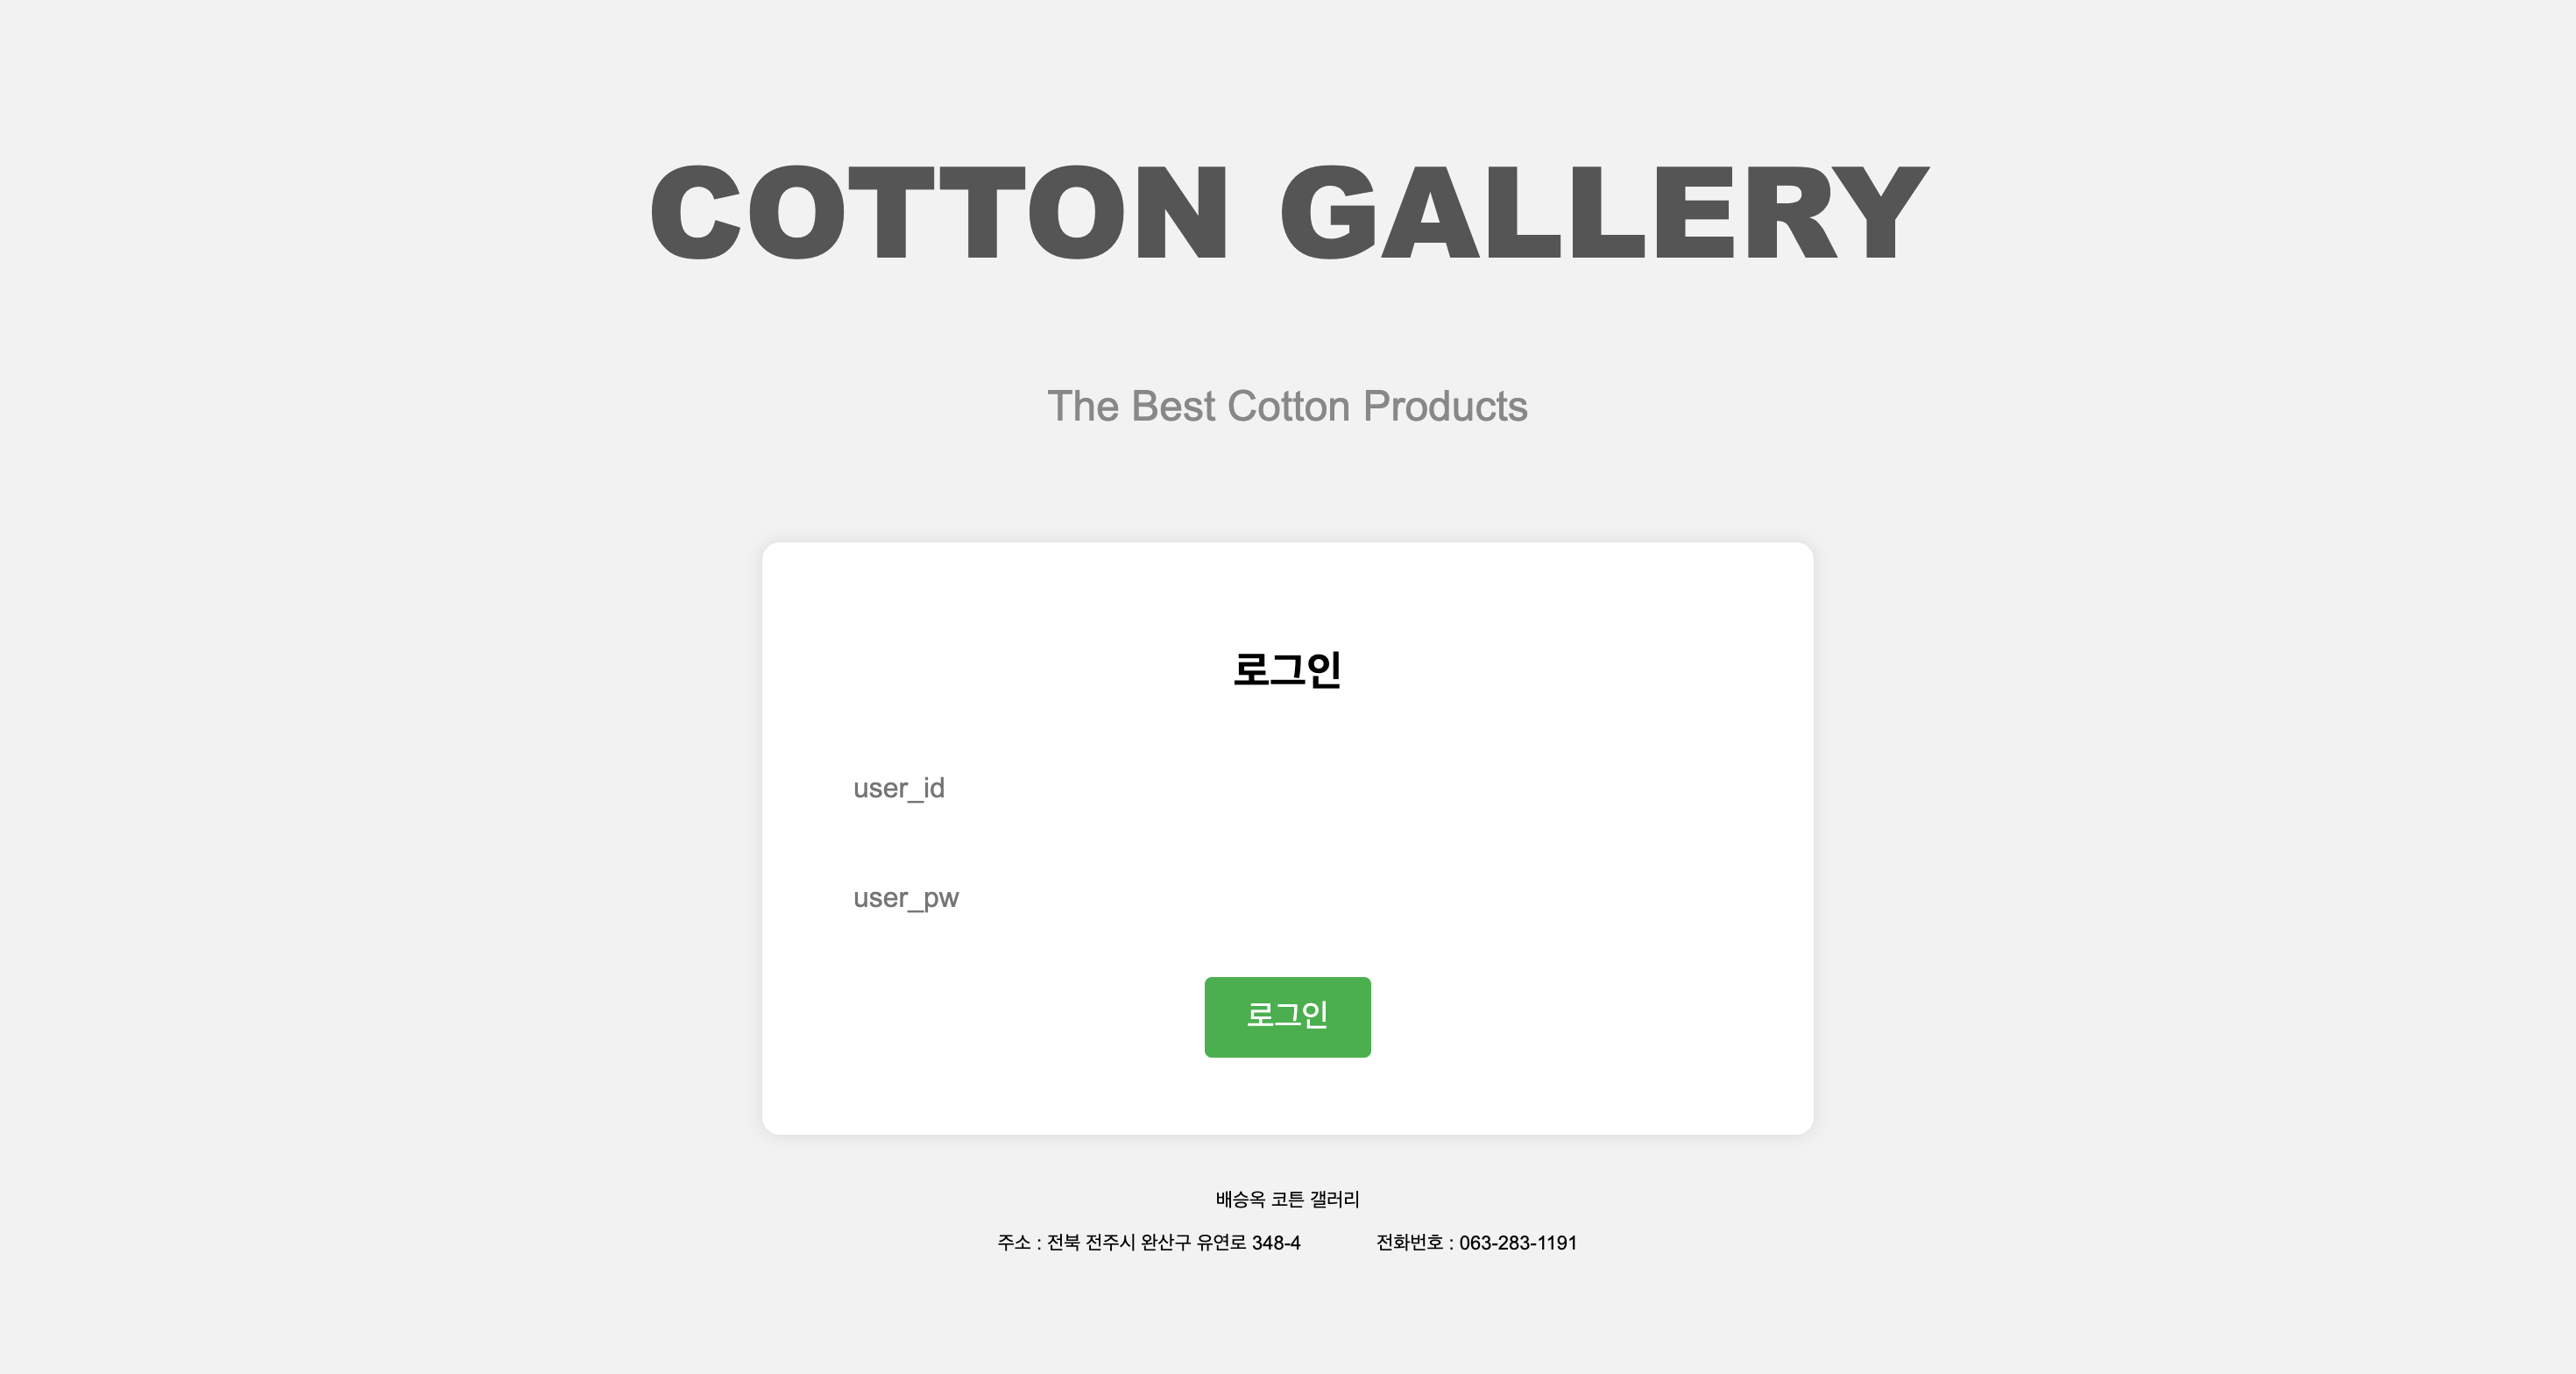 COTTON GALLERY
The Best Cotton Products
로그인
user_id
user_pw
로그인
배승옥 코튼 갤러리
주소 : 전북 전주시 완산구 유연로 348-4 전화번호 : 063-283-1191